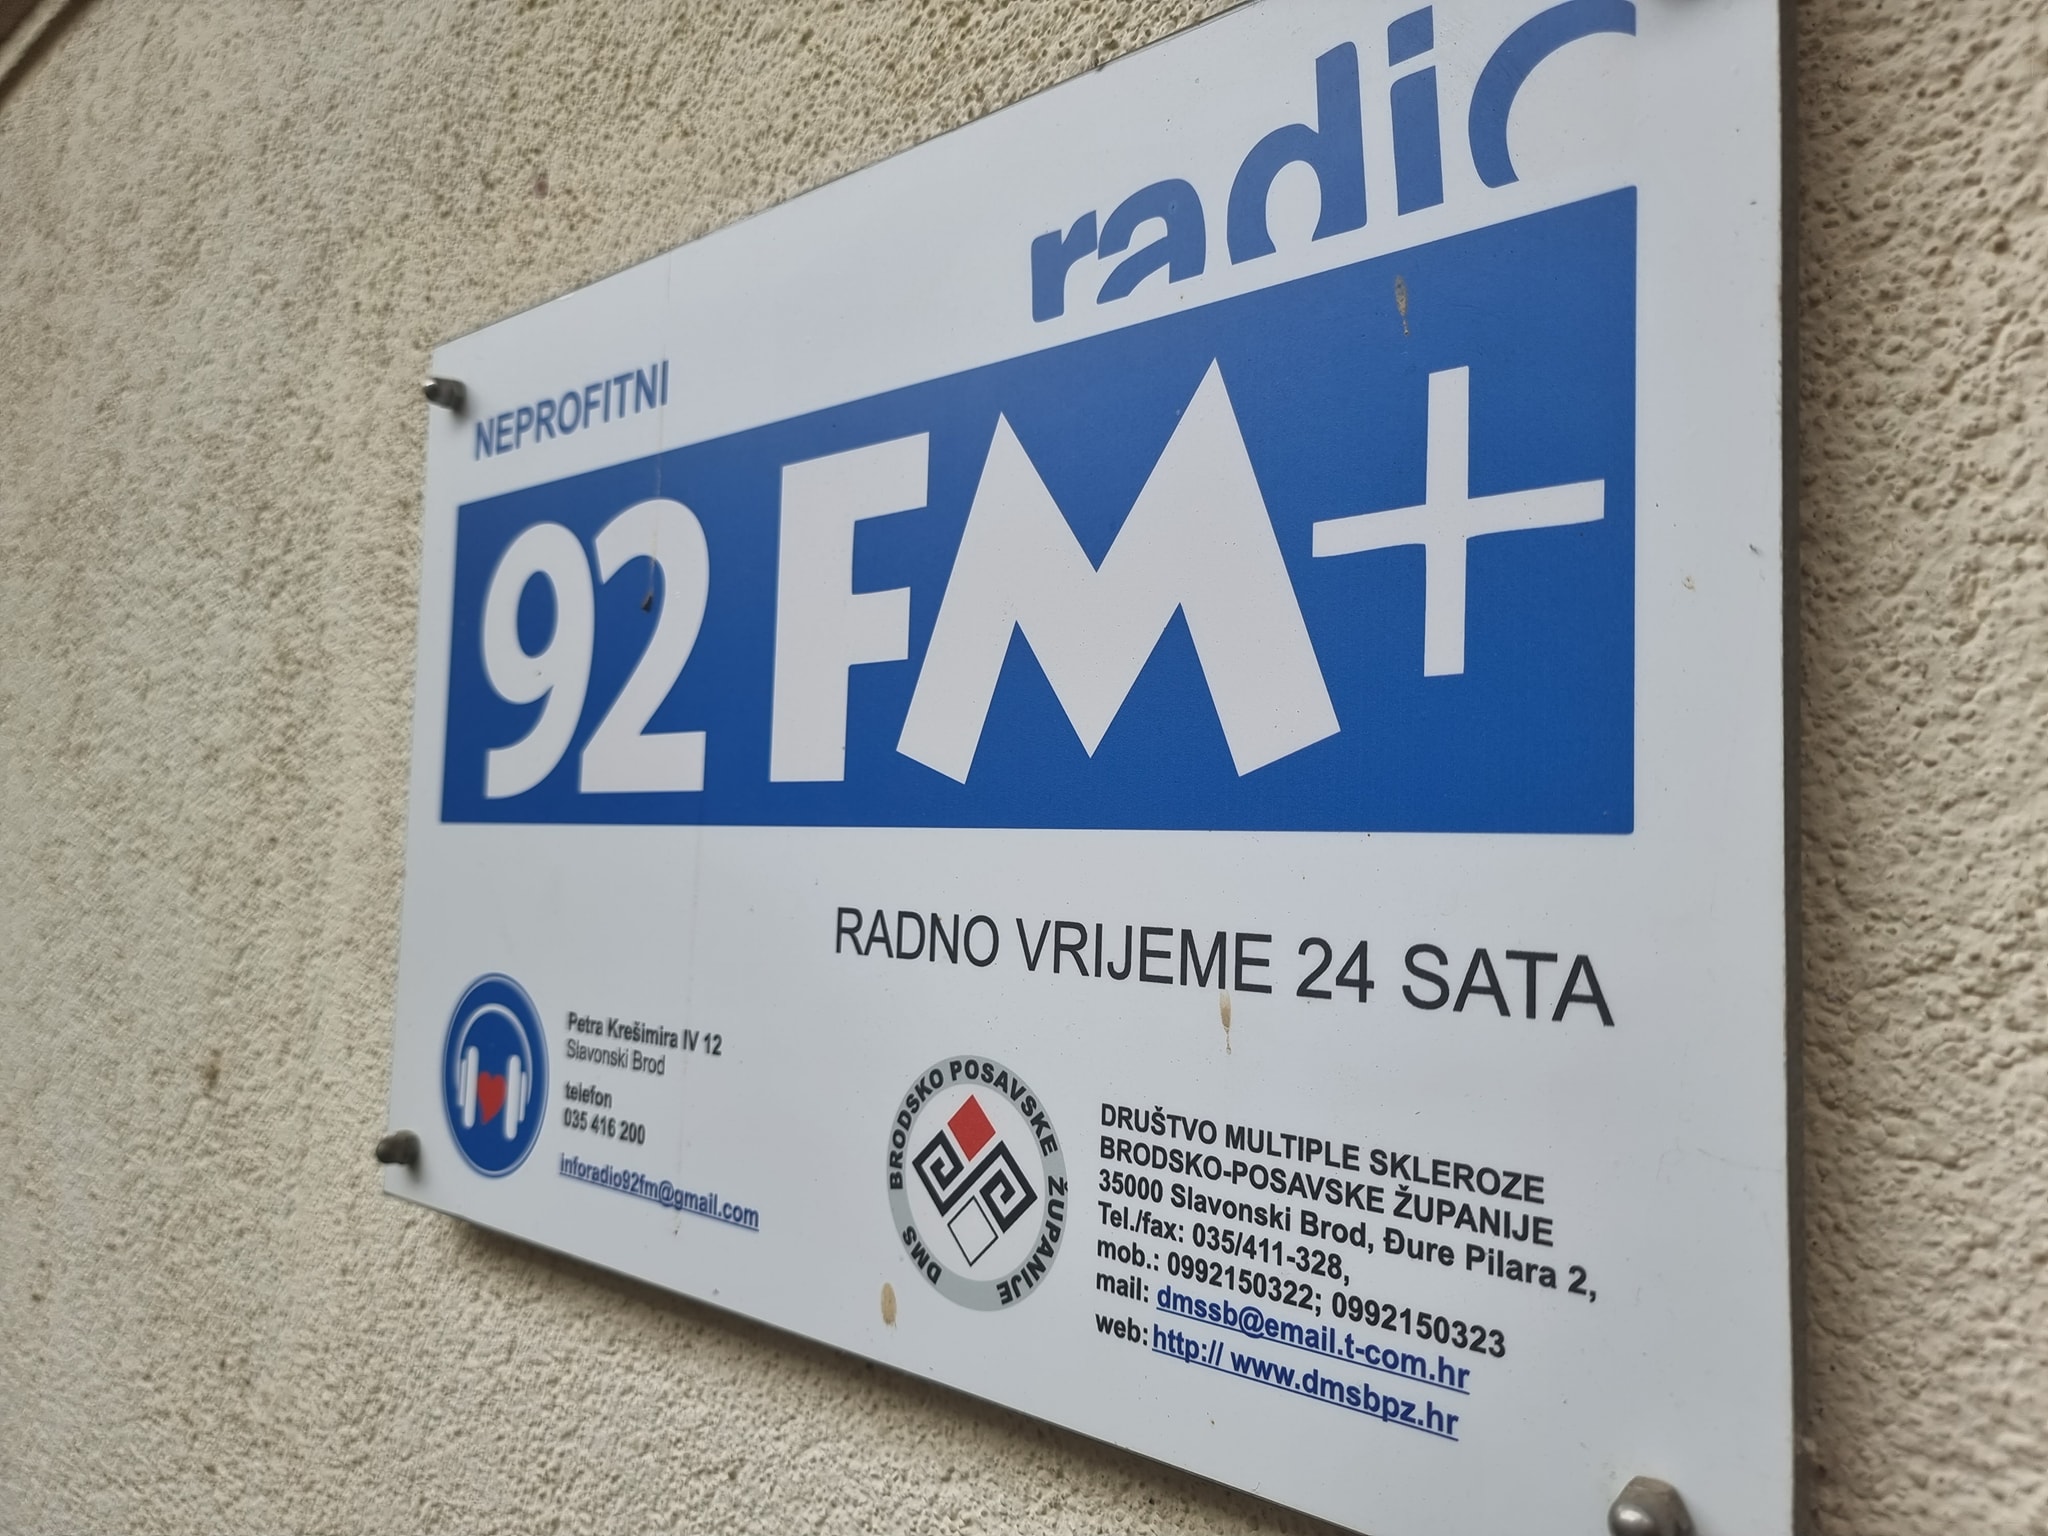 radio
NEPROFITNI
92 FM+
RADNO VRIJEME 24 SATA
Petra Krešimira IV 12
Slavonski Brod
telefon
035 416 200
inforadio92fm@gmail.com
DMS BRODSKO POSAVSKE ŽUPANIJE
DRUŠTVO MULTIPLE SKLEROZE
BRODSKO-POSAVSKE ŽUPANIJE
35000 Slavonski Brod, Đure Pilara 2,
Tel./fax: 035/411-328,
mob.: 0992150322; 0992150323
mail: dmssb@email.t-com.hr
web: http:// www.dmsbpz.hr